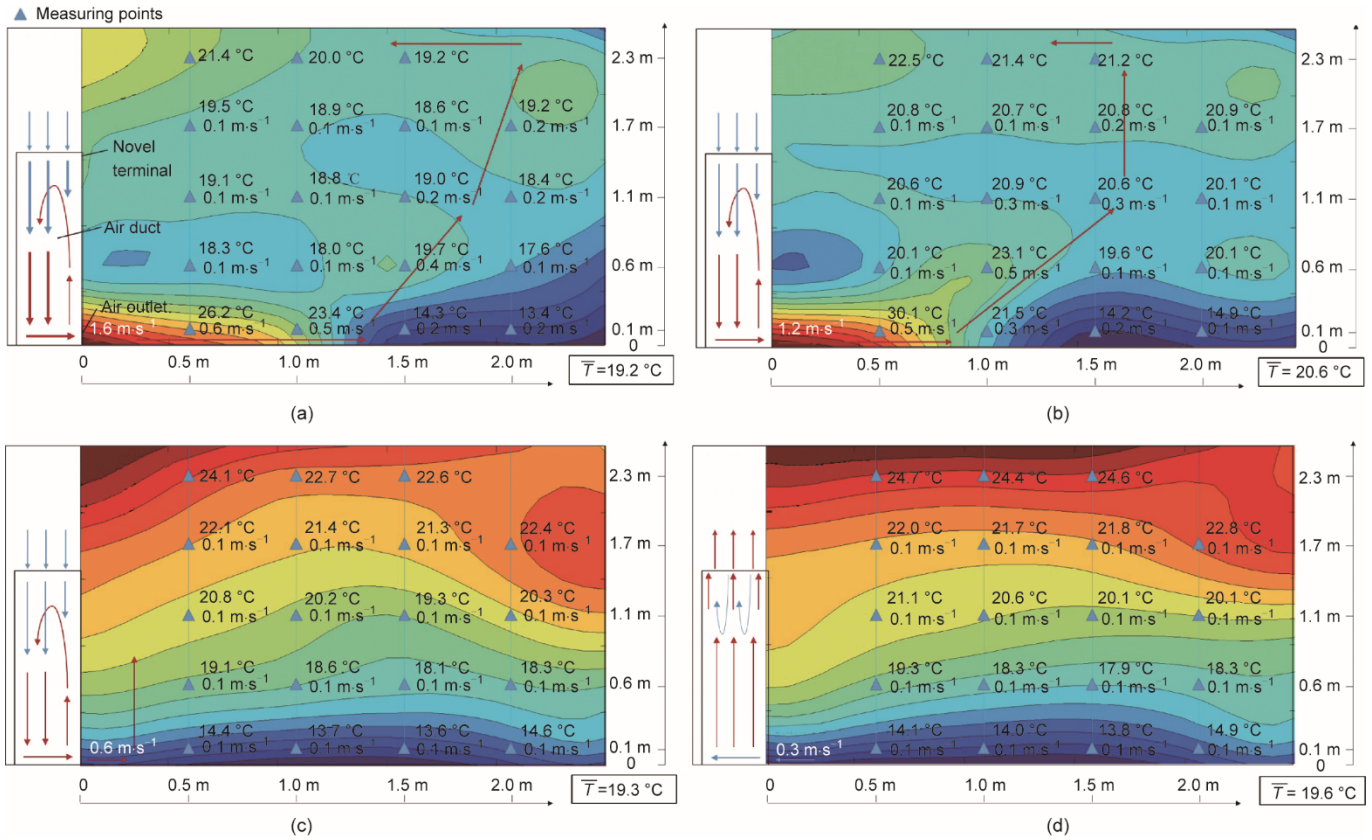 Measuring points
21.4 °C 20.0 °C 19.2 °C
2.3 m
19.5 °C 18.9 °C 18.6 °C 19.2 °C
0.1 m·s⁻¹ 0.1 m·s⁻¹ 0.1 m·s⁻¹ 0.2 m·s⁻¹
1.7 m
Novel
terminal
19.1 °C 18.8 °C 19.0 °C 18.4 °C
0.1 m·s⁻¹ 0.1 m·s⁻¹ 0.2 m·s⁻¹ 0.2 m·s⁻¹
1.1 m
Air duct
18.3 °C 18.0 °C 19.7 °C 17.6 °C
0.1 m·s⁻¹ 0.1 m·s⁻¹ 0.4 m·s⁻¹ 0.1 m·s⁻¹
0.6 m
Air outlet
26.2 °C 23.4 °C 14.3 °C 13.4 °C
1.6 m·s⁻¹ 0.6 m·s⁻¹ 0.5 m·s⁻¹ 0.2 m·s⁻¹ 0.2 m·s⁻¹
0.1 m
0
0 0.5 m 1.0 m 1.5 m 2.0 m
T̅ =19.2 °C
(a)
22.5 °C 21.4 °C 21.2 °C
2.3 m
20.8 °C 20.7 °C 20.8 °C 20.9 °C
0.1 m·s⁻¹ 0.1 m·s⁻¹ 0.2 m·s⁻¹ 0.1 m·s⁻¹
1.7 m
20.6 °C 20.9 °C 20.6 °C 20.1 °C
0.1 m·s⁻¹ 0.3 m·s⁻¹ 0.3 m·s⁻¹ 0.1 m·s⁻¹
1.1 m
20.1 °C 23.1 °C 19.6 °C 20.1 °C
0.1 m·s⁻¹ 0.5 m·s⁻¹ 0.1 m·s⁻¹ 0.1 m·s⁻¹
0.6 m
30.1 °C 21.5 °C 14.2 °C 14.9 °C
1.2 m·s⁻¹ 0.5 m·s⁻¹ 0.3 m·s⁻¹ 0.2 m·s⁻¹ 0.1 m·s⁻¹
0.1 m
0
0 0.5 m 1.0 m 1.5 m 2.0 m
T̅ =20.6 °C
(b)
24.1 °C 22.7 °C 22.6 °C
2.3 m
22.1 °C 21.4 °C 21.3 °C 22.4 °C
0.1 m·s⁻¹ 0.1 m·s⁻¹ 0.1 m·s⁻¹ 0.1 m·s⁻¹
1.7 m
20.8 °C 20.2 °C 19.3 °C 20.3 °C
0.1 m·s⁻¹ 0.1 m·s⁻¹ 0.1 m·s⁻¹ 0.1 m·s⁻¹
1.1 m
19.1 °C 18.6 °C 18.1 °C 18.3 °C
0.1 m·s⁻¹ 0.1 m·s⁻¹ 0.1 m·s⁻¹ 0.1 m·s⁻¹
0.6 m
14.4 °C 13.7 °C 13.6 °C 14.6 °C
0.6 m·s⁻¹ 0.1 m·s⁻¹ 0.1 m·s⁻¹ 0.1 m·s⁻¹ 0.1 m·s⁻¹
0.1 m
0
0 0.5 m 1.0 m 1.5 m 2.0 m
T̅ =19.3 °C
(c)
24.7 °C 24.4 °C 24.6 °C
2.3 m
22.0 °C 21.7 °C 21.8 °C 22.8 °C
0.1 m·s⁻¹ 0.1 m·s⁻¹ 0.1 m·s⁻¹ 0.1 m·s⁻¹
1.7 m
21.1 °C 20.6 °C 20.1 °C 20.1 °C
0.1 m·s⁻¹ 0.1 m·s⁻¹ 0.1 m·s⁻¹ 0.1 m·s⁻¹
1.1 m
19.3 °C 18.3 °C 17.9 °C 18.3 °C
0.1 m·s⁻¹ 0.1 m·s⁻¹ 0.1 m·s⁻¹ 0.1 m·s⁻¹
0.6 m
14.1 °C 14.0 °C 13.8 °C 14.9 °C
0.3 m·s⁻¹ 0.1 m·s⁻¹ 0.1 m·s⁻¹ 0.1 m·s⁻¹ 0.1 m·s⁻¹
0.1 m
0
0 0.5 m 1.0 m 1.5 m 2.0 m
T̅ =19.6 °C
(d)